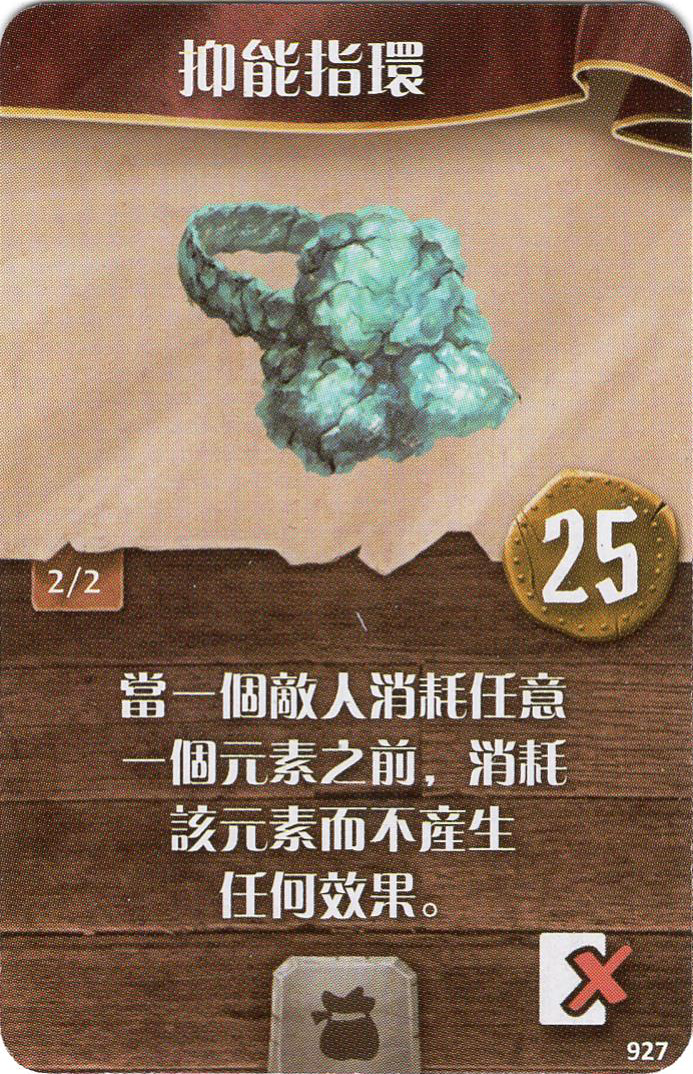 抑能指環
25
2/2
當一個敵人消耗任意
一個元素之前，消耗
該元素而不產生
任何效果。
927